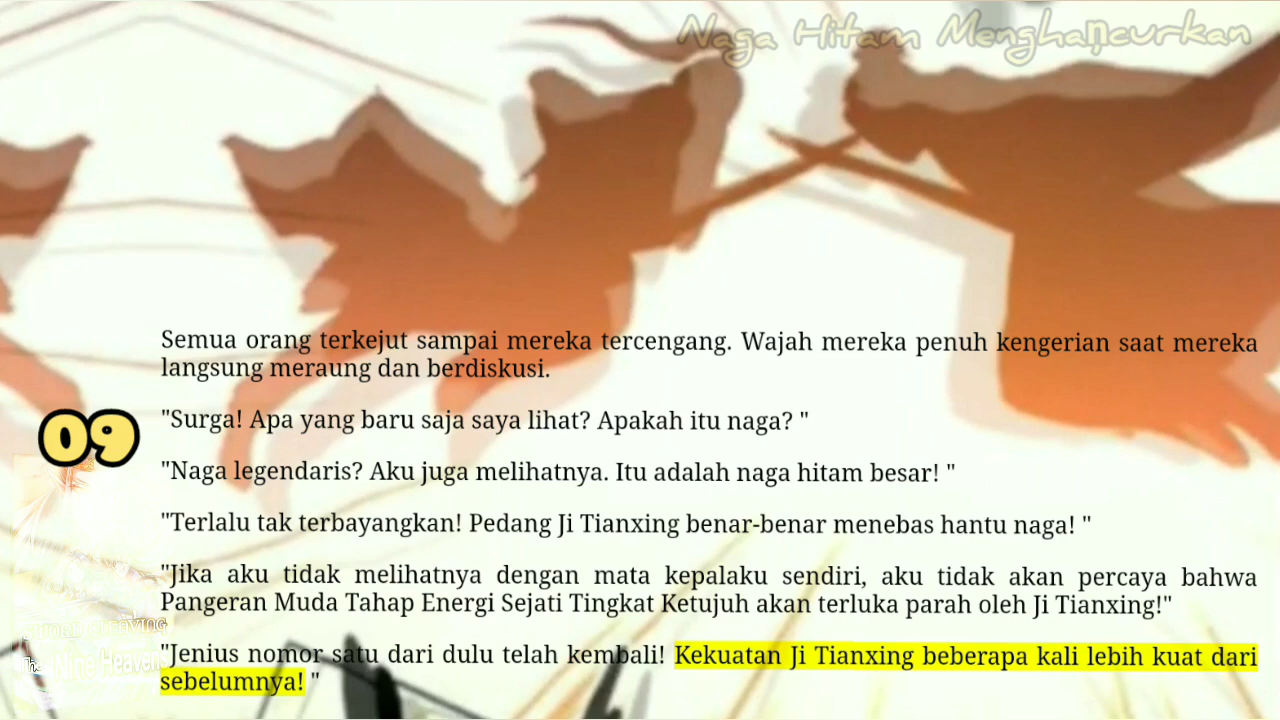 Naga Hitam Menghaņcurkan
Semua orang terkejut sampai mereka tercengang. Wajah mereka penuh kengerian saat mereka
langsung meraung dan berdiskusi.
"Surga! Apa yang baru saja saya lihat? Apakah itu naga? "
09
"Naga legendaris? Aku juga melihatnya. Itu adalah naga hitam besar! "
"Terlalu tak terbayangkan! Pedang Ji Tianxing benar-benar menebas hantu naga! "
"Jika aku tidak melihatnya dengan mata kepalaku sendiri, aku tidak akan percaya bahwa
Pangeran Muda Tahap Energi Sejati Tingkat Ketujuh akan terluka parah oleh Ji Tianxing!"
"Jenius nomor satu dari dulu telah kembali! Kekuatan Ji Tianxing beberapa kali lebih kuat dari
sebelumnya! "
The Nine Heavens